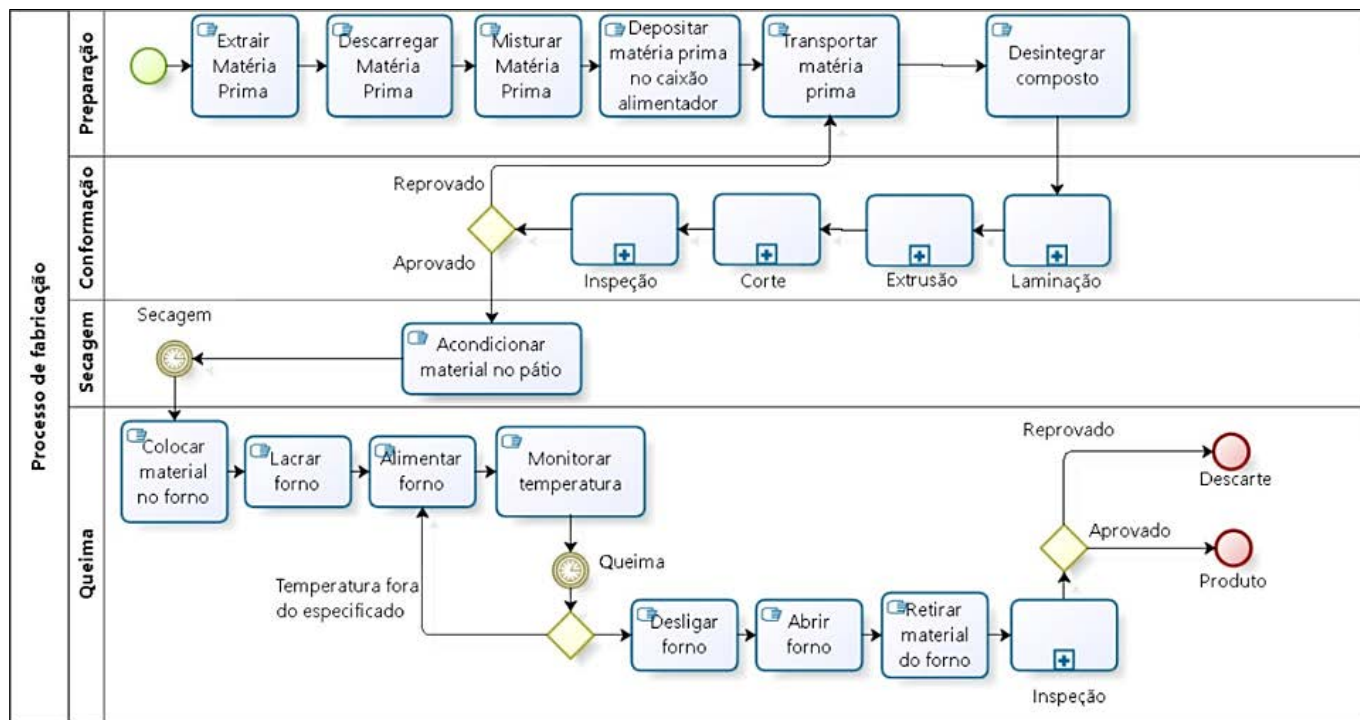 Processo de fabricação
Preparação
Extrair
Matéria
Prima
Descarregar
Matéria
Prima
Misturar
Matéria
Prima
Depositar
matéria prima
no caixão
alimentador
Transportar
matéria
prima
Desintegrar
composto
Conformação
Reprovado
Aprovado
Inspeção
Corte
Extrusão
Laminação
Secagem
Secagem
Acondicionar
material no pátio
Queima
Colocar
material
no forno
Lacrar
forno
Alimentar
forno
Monitorar
temperatura
Queima
Temperatura fora
do especificado
Desligar
forno
Abrir
forno
Retirar
material
do forno
Inspeção
Reprovado
Descarte
Aprovado
Produto